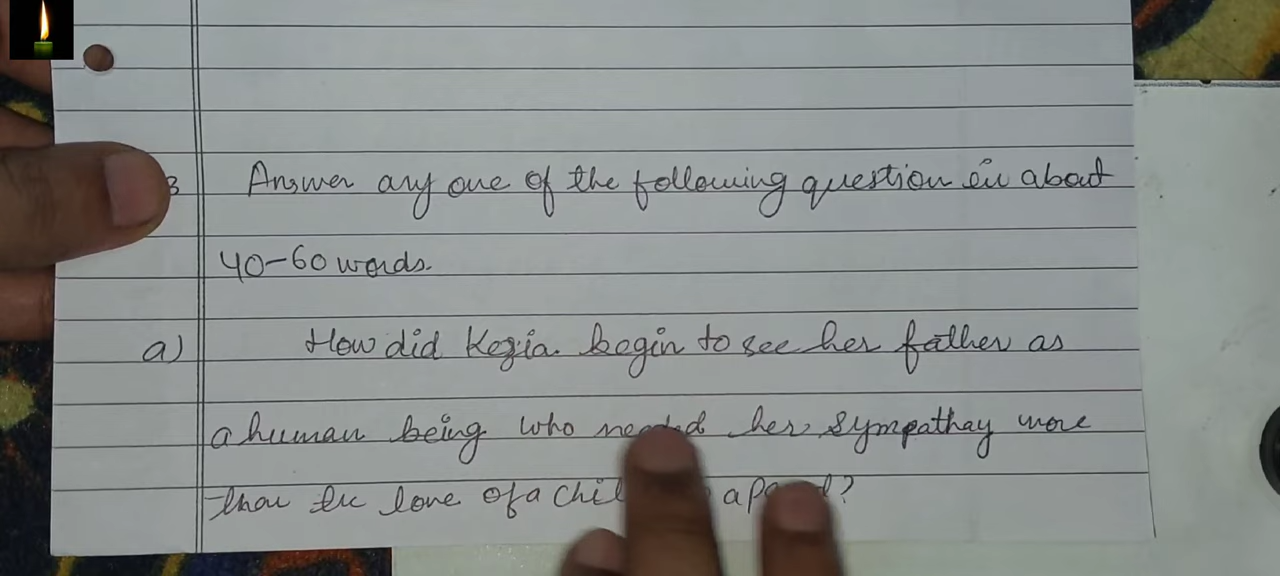 3 Answer any one of the following question in about
40-60 words.
a) How did Kezia begin to see her father as
a human being who needed her sympathay more
than the love of a a